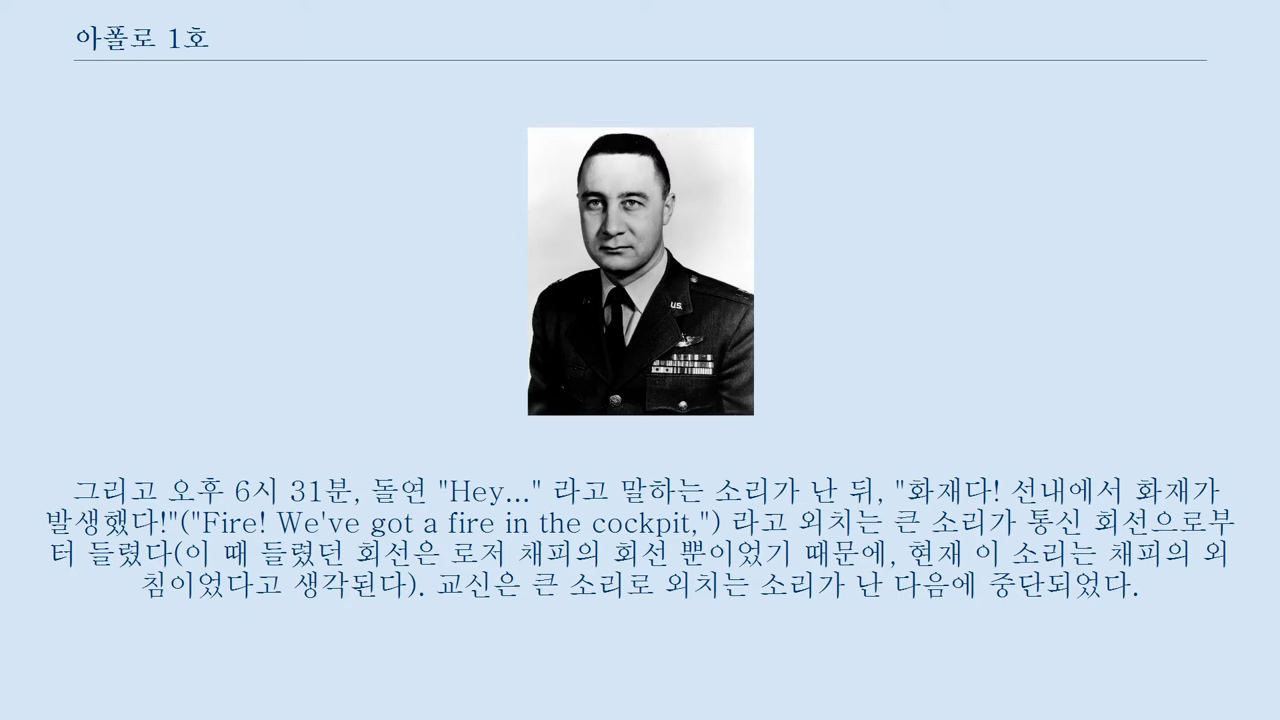 아폴로 1호
U.S.
그리고 오후 6시 31분, 돌연 "Hey..." 라고 말하는 소리가 난 뒤, "화재다! 선내에서 화재가
발생했다!"("Fire! We've got a fire in the cockpit,") 라고 외치는 큰 소리가 통신 회선으로부
터 들렸다(이 때 들렸던 회선은 로저 채피의 회선 뿐이었기 때문에, 현재 이 소리는 채피의 외
침이었다고 생각된다). 교신은 큰 소리로 외치는 소리가 난 다음에 중단되었다.